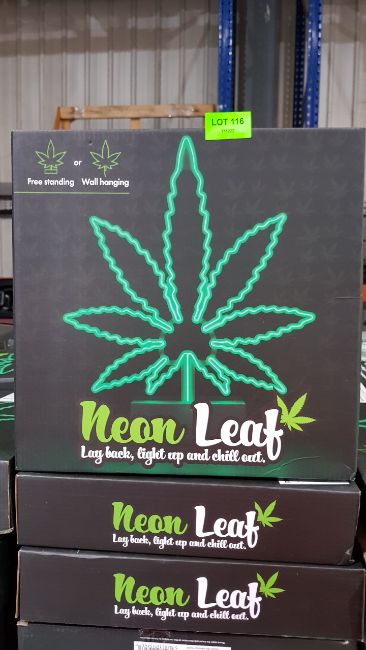 LOT 116
or
Free standing Wall hanging
Neon Leaf
Lay back, light up and chill out.
Neon Leaf
Lay back, light up and chill out.
Neon Leaf
Lay back, light up and chill out.